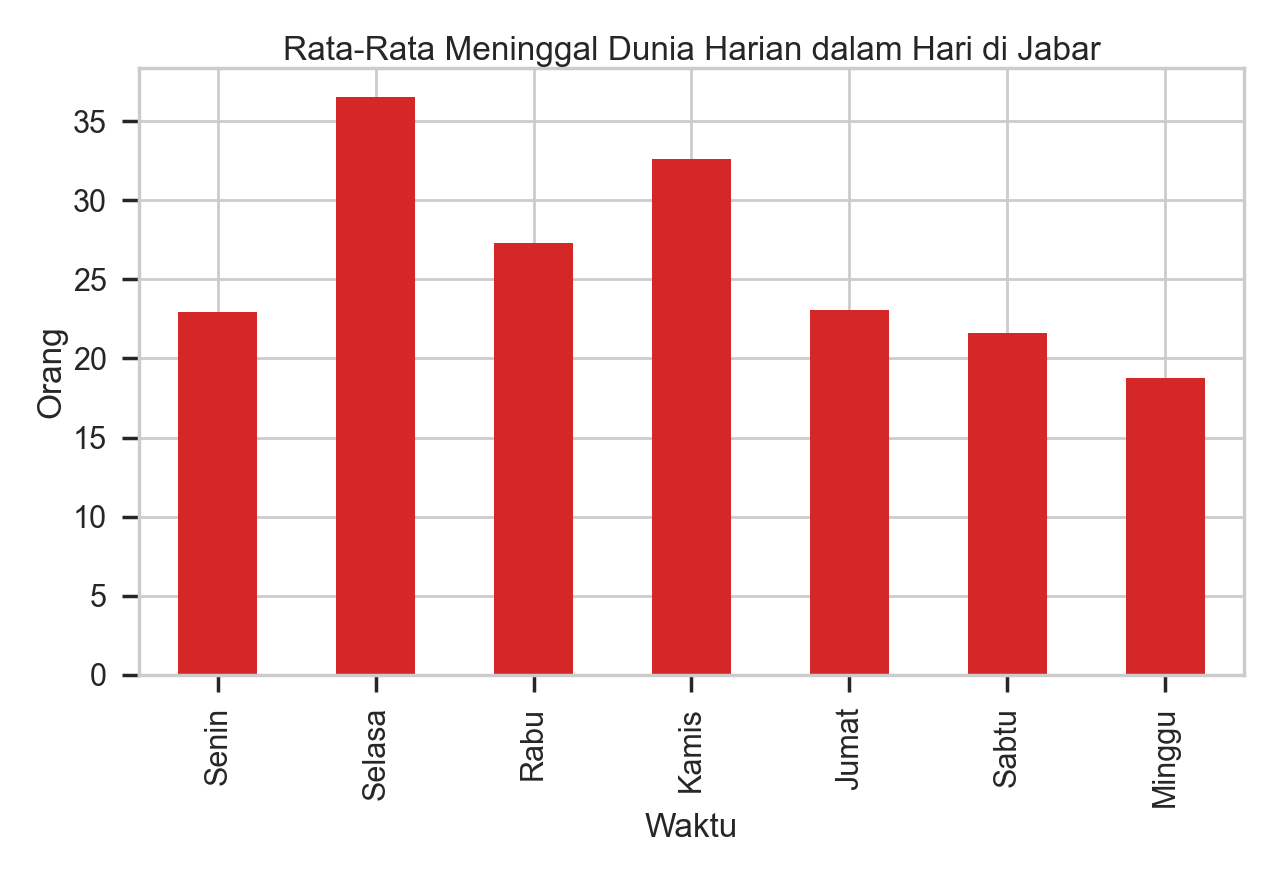 Rata-Rata Meninggal Dunia Harian dalam Hari di Jabar
35
30
25
20
15
10
5
0
Orang
Senin
Selasa
Rabu
Kamis
Jumat
Sabtu
Minggu
Waktu